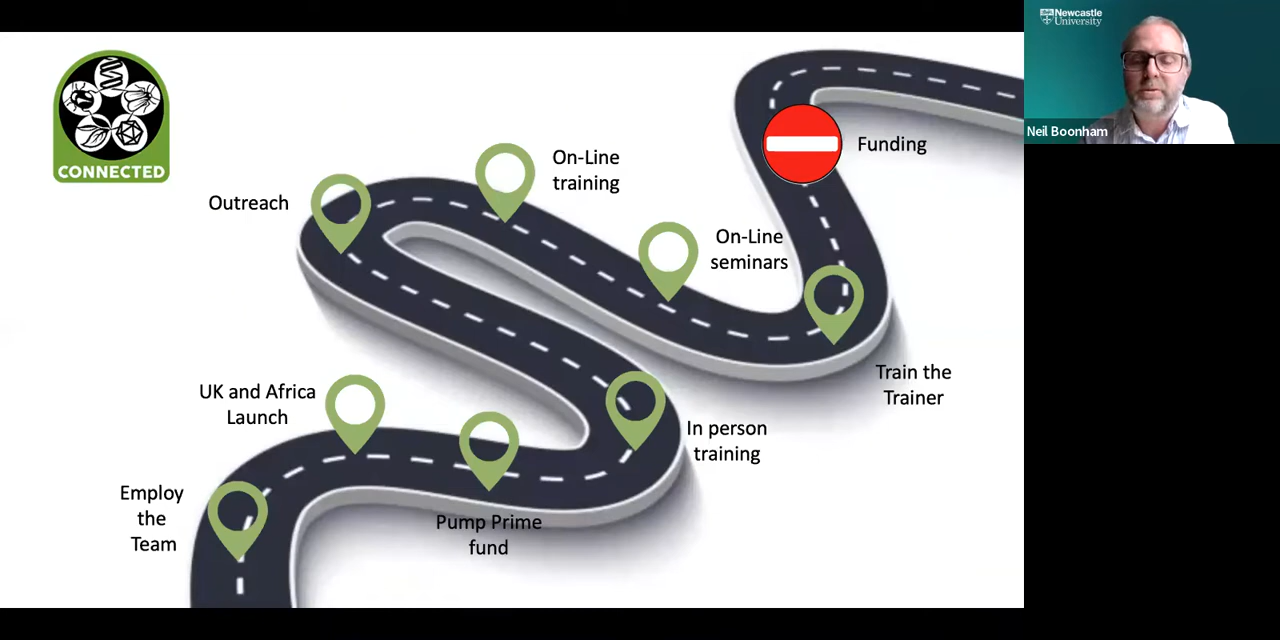 CONNECTED
Outreach
On-Line
training
Funding
On-Line
seminars
Train the
Trainer
UK and Africa
Launch
In person
training
Employ
the
Team
Pump Prime
fund
Newcastle
University
Neil Boonham